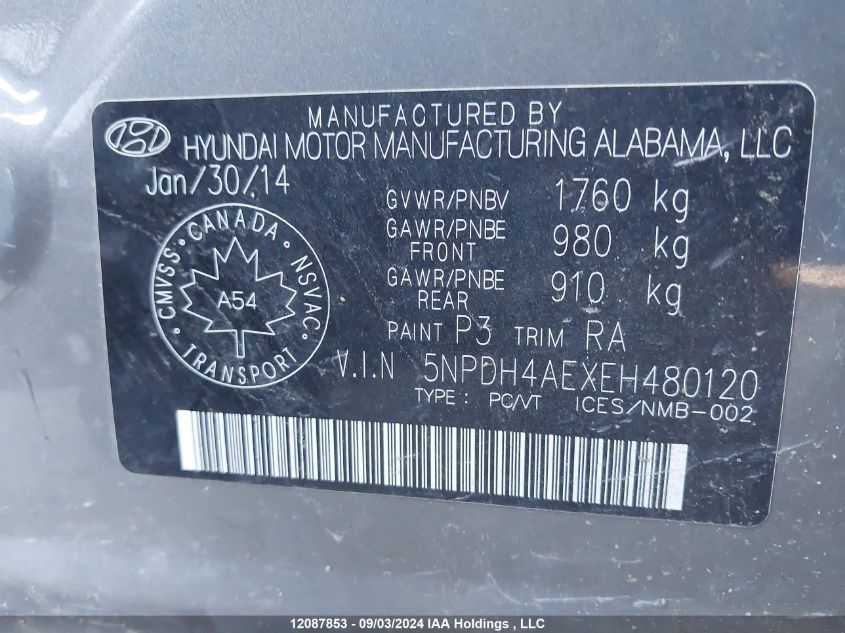 MANUFACTURED BY
HYUNDAI MOTOR MANUFACTURING ALABAMA, LLC
Jan/30/14
GVWR/PNBV 1760 kg
GAWR/PNBE FRONT 980 kg
GAWR/PNBE REAR 910 kg
PAINT P3 TRIM RA
V.I.N 5NPDH4AEXEH480120
TYPE : PC/VT ICES/NMB-002
CMVSS · CANADA · NSVAC · TRANSPORT
A54
12087853 - 09/03/2024 IAA Holdings , LLC